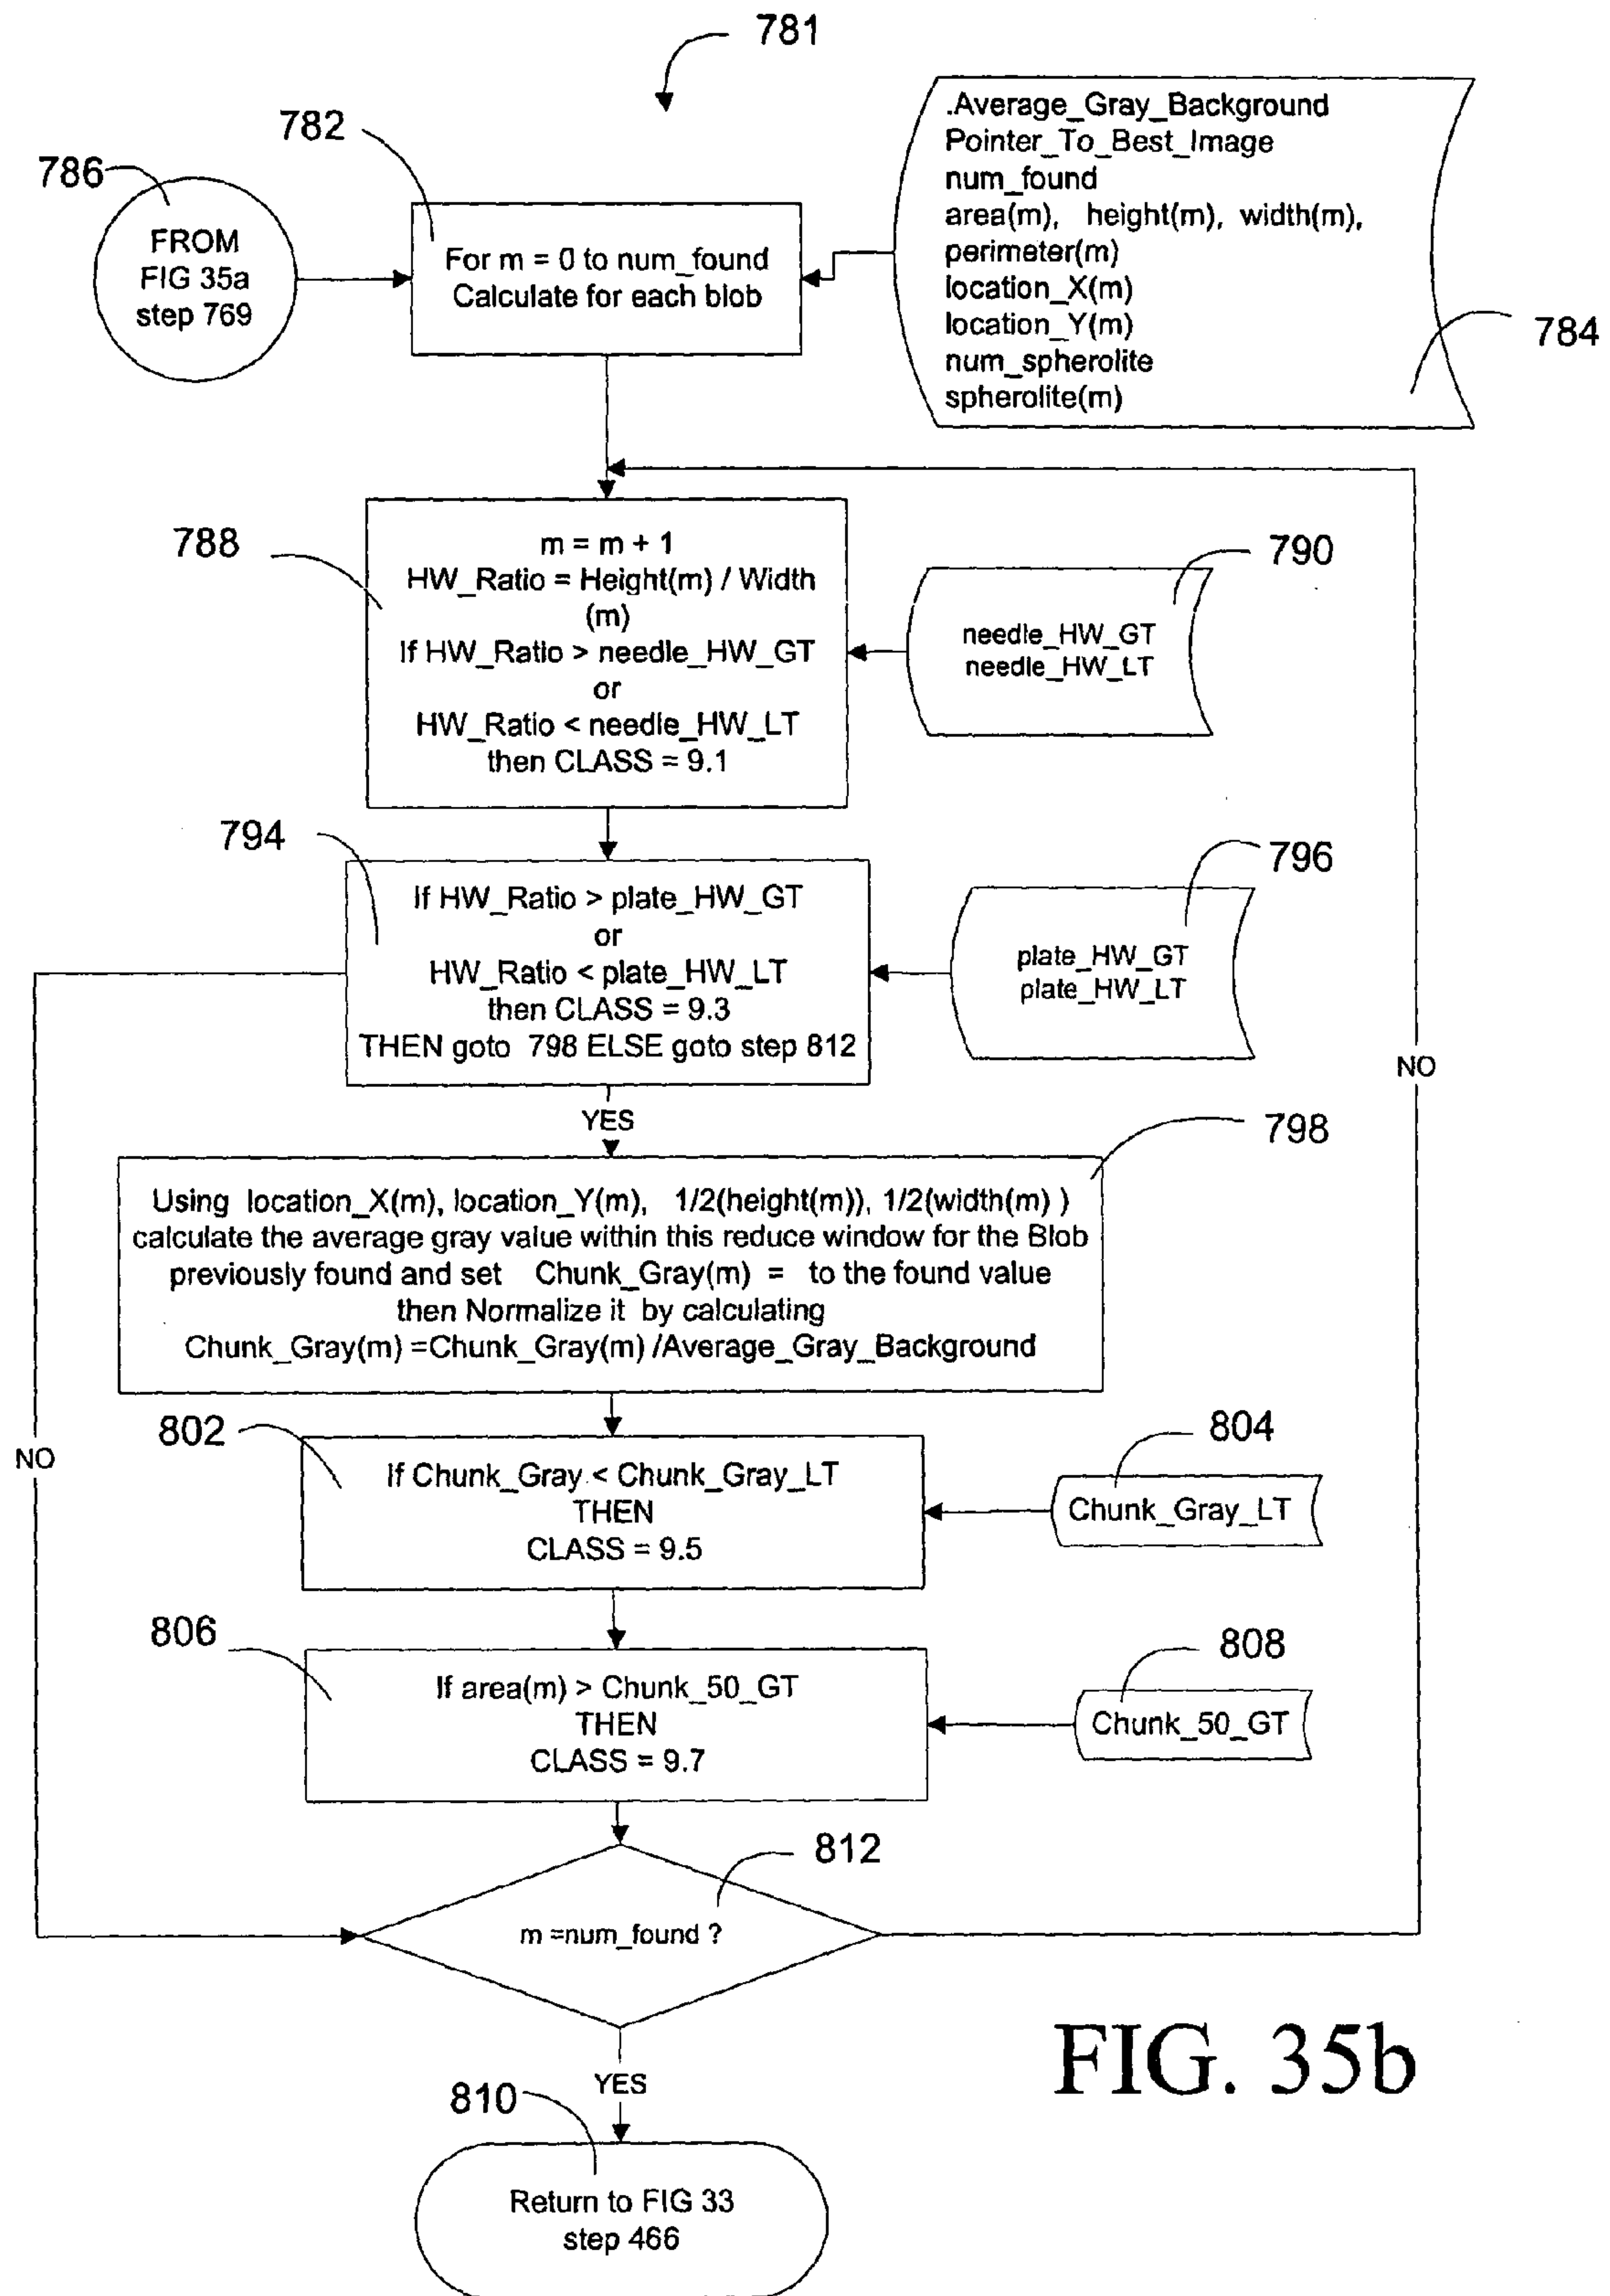 781
782
786
FROM
FIG 35a
step 769
For m = 0 to num_found
Calculate for each blob
.Average_Gray_Background
Pointer_To_Best_Image
num_found
area(m), height(m), width(m),
perimeter(m)
location_X(m)
location_Y(m)
num_spherolite
spherolite(m)
784
788
m = m + 1
HW_Ratio = Height(m) / Width
(m)
If HW_Ratio > needle_HW_GT
or
HW_Ratio < needle_HW_LT
then CLASS = 9.1
790
needle_HW_GT
needle_HW_LT
794
If HW_Ratio > plate_HW_GT
or
HW_Ratio < plate_HW_LT
then CLASS = 9.3
THEN goto 798 ELSE goto step 812
796
plate_HW_GT
plate_HW_LT
NO
YES
798
Using location_X(m), location_Y(m), 1/2(height(m)), 1/2(width(m) )
calculate the average gray value within this reduce window for the Blob
previously found and set Chunk_Gray(m) = to the found value
then Normalize it by calculating
Chunk_Gray(m) =Chunk_Gray(m) /Average_Gray_Background
802
If Chunk_Gray < Chunk_Gray_LT
THEN
CLASS = 9.5
804
Chunk_Gray_LT
NO
806
If area(m) > Chunk_50_GT
THEN
CLASS = 9.7
808
Chunk_50_GT
812
m =num_found ?
YES
810
Return to FIG 33
step 466
FIG. 35b